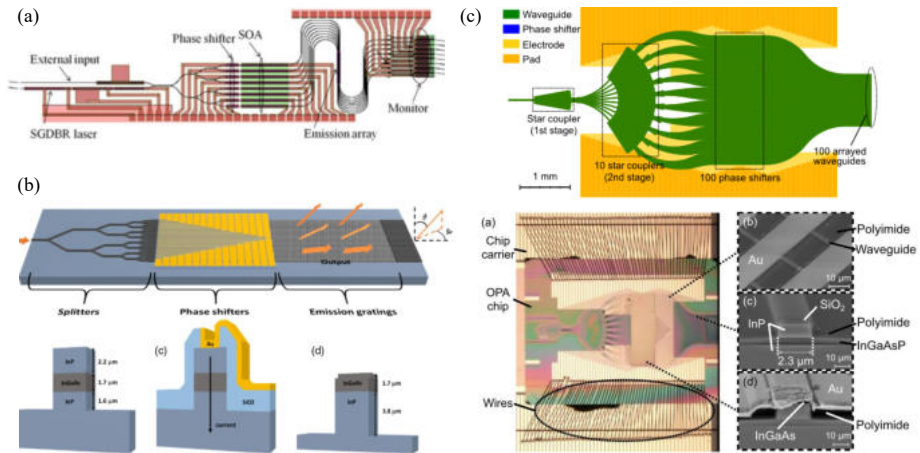 (a)
Phase shifter
SOA
External input
SGDBR laser
Emission array
Monitor
(b)
Output
Splitters
Phase shifters
Emission gratings
InP
2.2 µm
InGaAs
1.7 µm
InP
1.6 µm
(c)
Au
SiO2
current
(d)
InGaAs
1.7 µm
InP
3.8 µm
(c)
Waveguide
Phase shifter
Electrode
Pad
Star coupler
(1st stage)
10 star couplers
(2nd stage)
100 phase shifters
100 arrayed
waveguides
1 mm
(a)
Chip
carrier
OPA
chip
Wires
(b)
Polyimide
Waveguide
Au
10 µm
(c)
SiO₂
InP
Polyimide
InGaAsP
2.3 µm
10 µm
(d)
Au
InGaAs
Polyimide
10 µm